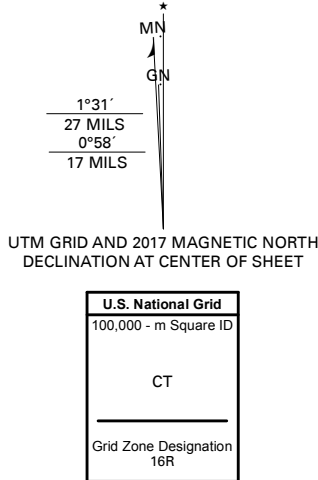 ★
MN
GN
1°31´
27 MILS
0°58´
17 MILS
UTM GRID AND 2017 MAGNETIC NORTH
DECLINATION AT CENTER OF SHEET
U.S. National Grid
100,000 - m Square ID
CT
Grid Zone Designation
16R